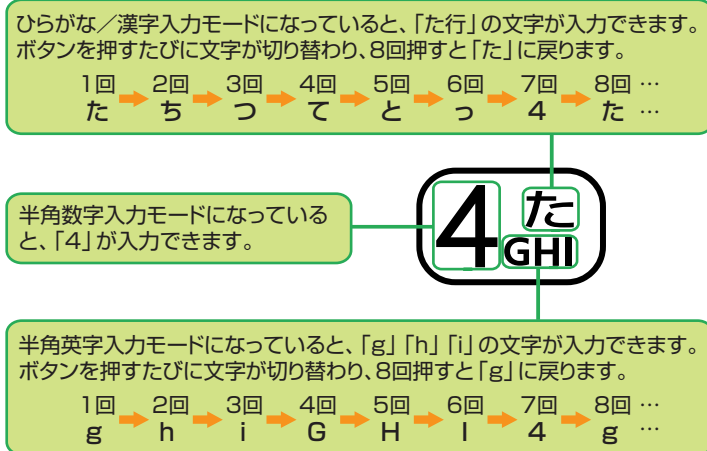 ひらがな／漢字入力モードになっていると、「た行」の文字が入力できます。
ボタンを押すたびに文字が切り替わり、8回押すと「た」に戻ります。
1回 2回 3回 4回 5回 6回 7回 8回 …
た ち つ て と っ 4 た …
半角数字入力モードになっている
と、「4」が入力できます。
4 た
GHI
半角英字入力モードになっていると、「g」「h」「i」の文字が入力できます。
ボタンを押すたびに文字が切り替わり、8回押すと「g」に戻ります。
1回 2回 3回 4回 5回 6回 7回 8回 …
g h i G H I 4 g …